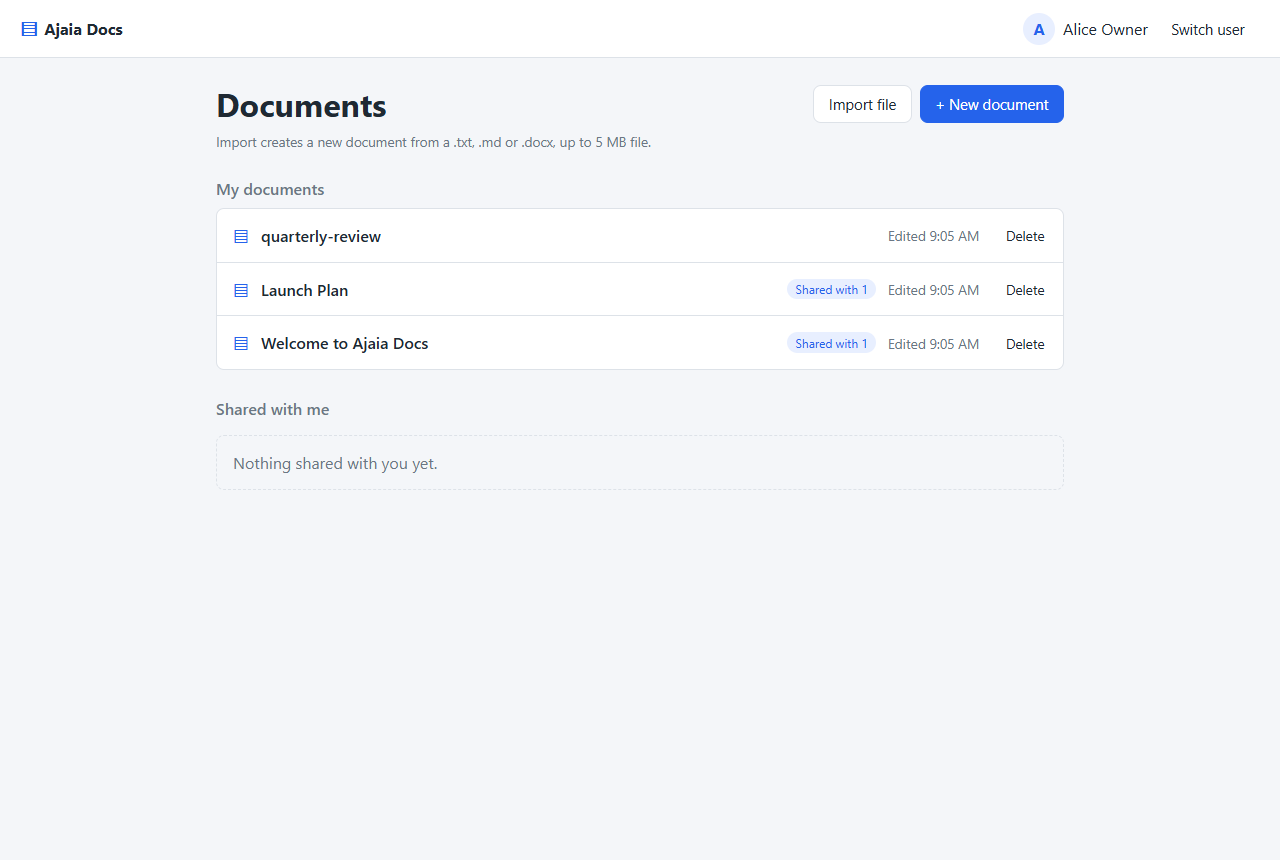 Ajaia Docs
A Alice Owner Switch user
Documents
Import file + New document
Import creates a new document from a .txt, .md or .docx, up to 5 MB file.
My documents
quarterly-review Edited 9:05 AM Delete
Launch Plan Shared with 1 Edited 9:05 AM Delete
Welcome to Ajaia Docs Shared with 1 Edited 9:05 AM Delete
Shared with me
Nothing shared with you yet.